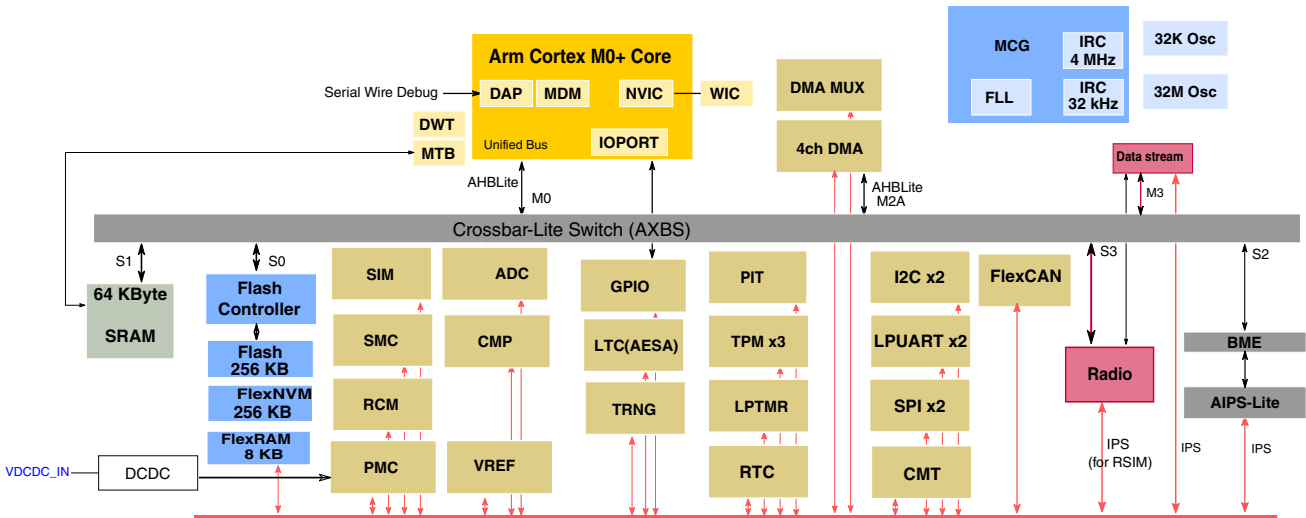 Arm Cortex M0+ Core
Serial Wire Debug
DAP
MDM
NVIC
WIC
DWT
MTB
Unified Bus
IOPORT
DMA MUX
4ch DMA
MCG
IRC
4 MHz
FLL
IRC
32 kHz
32K Osc
32M Osc
Data stream
AHBLite
M0
AHBLite
M2A
M3
Crossbar-Lite Switch (AXBS)
S1
S0
S3
S2
64 KByte
SRAM
Flash
Controller
Flash
256 KB
FlexNVM
256 KB
FlexRAM
8 KB
SIM
SMC
RCM
PMC
ADC
CMP
VREF
GPIO
LTC(AESA)
TRNG
PIT
TPM x3
LPTMR
RTC
I2C x2
LPUART x2
SPI x2
CMT
FlexCAN
Radio
BME
AIPS-Lite
IPS
(for RSIM)
IPS
IPS
VDCDC_IN
DCDC